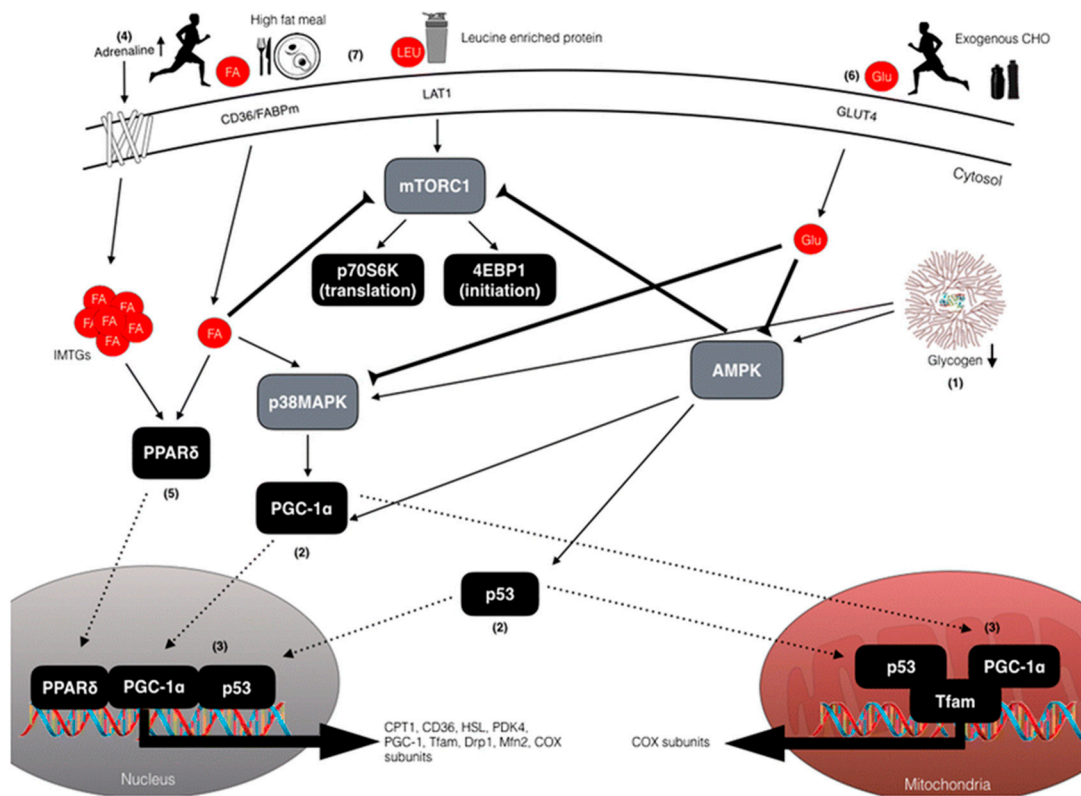 (4)
Adrenaline
High fat meal
FA
(7)
LEU
Leucine enriched protein
Exogenous CHO
(6)
Glu
CD36/FABPm
LAT1
GLUT4
Cytosol
mTORC1
Glu
p70S6K
(translation)
4EBP1
(initiation)
FA
FA
FA
FA
FA
FA
IMTGs
FA
Glycogen
(1)
AMPK
p38MAPK
PPARδ
(5)
PGC-1α
(2)
p53
(2)
(3)
PPARδ
PGC-1α
p53
Nucleus
CPT1, CD36, HSL, PDK4,
PGC-1, Tfam, Drp1, Mfn2, COX
subunits
COX subunits
(3)
p53
PGC-1α
Tfam
Mitochondria